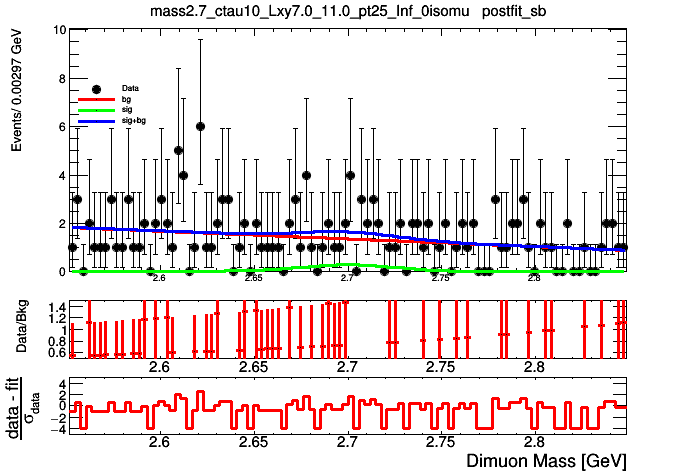 mass2.7_ctau10_Lxy7.0_11.0_pt25_Inf_0isomu postfit_sb
Events/ 0.00297 GeV
10
8
6
4
2
0
Data
bg
sig
sig+bg
2.6 2.65 2.7 2.75 2.8
Data/Bkg
1.4
1.2
1
0.8
0.6
2.6 2.65 2.7 2.75 2.8
data - fit
σdata
4
2
0
−2
−4
2.6 2.65 2.7 2.75 2.8
Dimuon Mass [GeV]